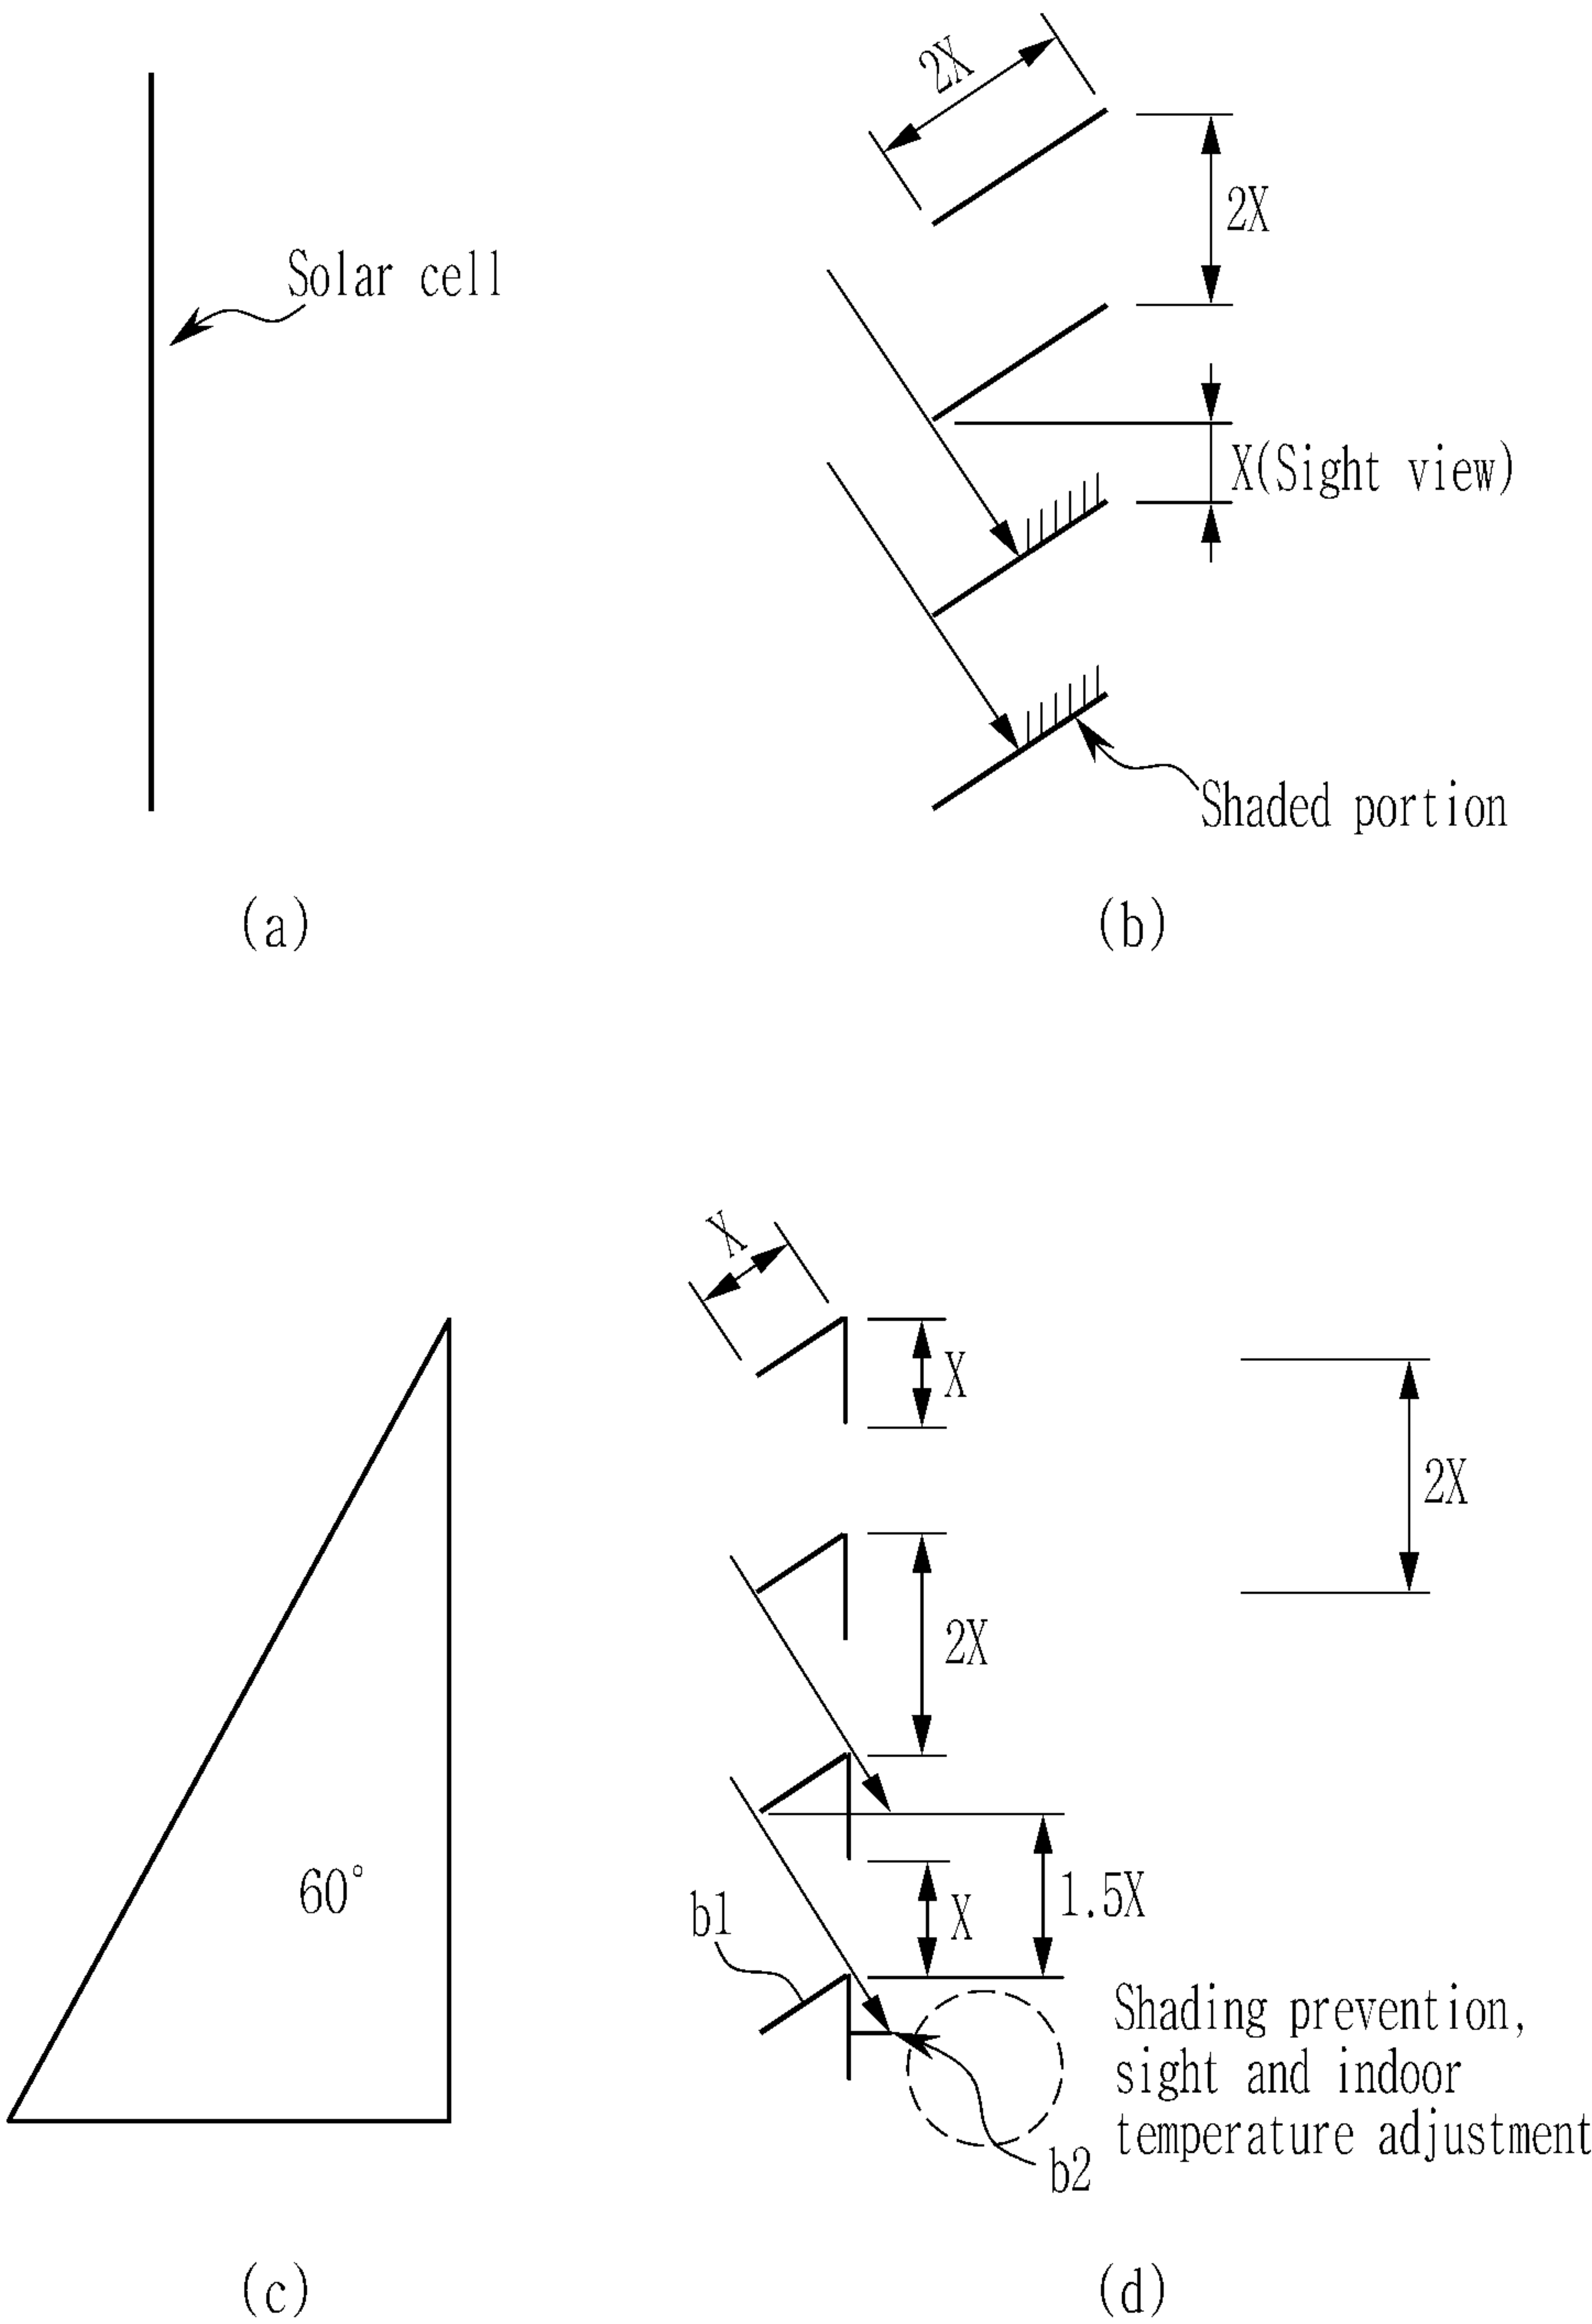 2X
2X
Solar cell
X(Sight view)
Shaded portion
(a)
(b)
X
X
2X
2X
60°
1.5X
X
b1
Shading prevention,
sight and indoor
temperature adjustment
b2
(c)
(d)